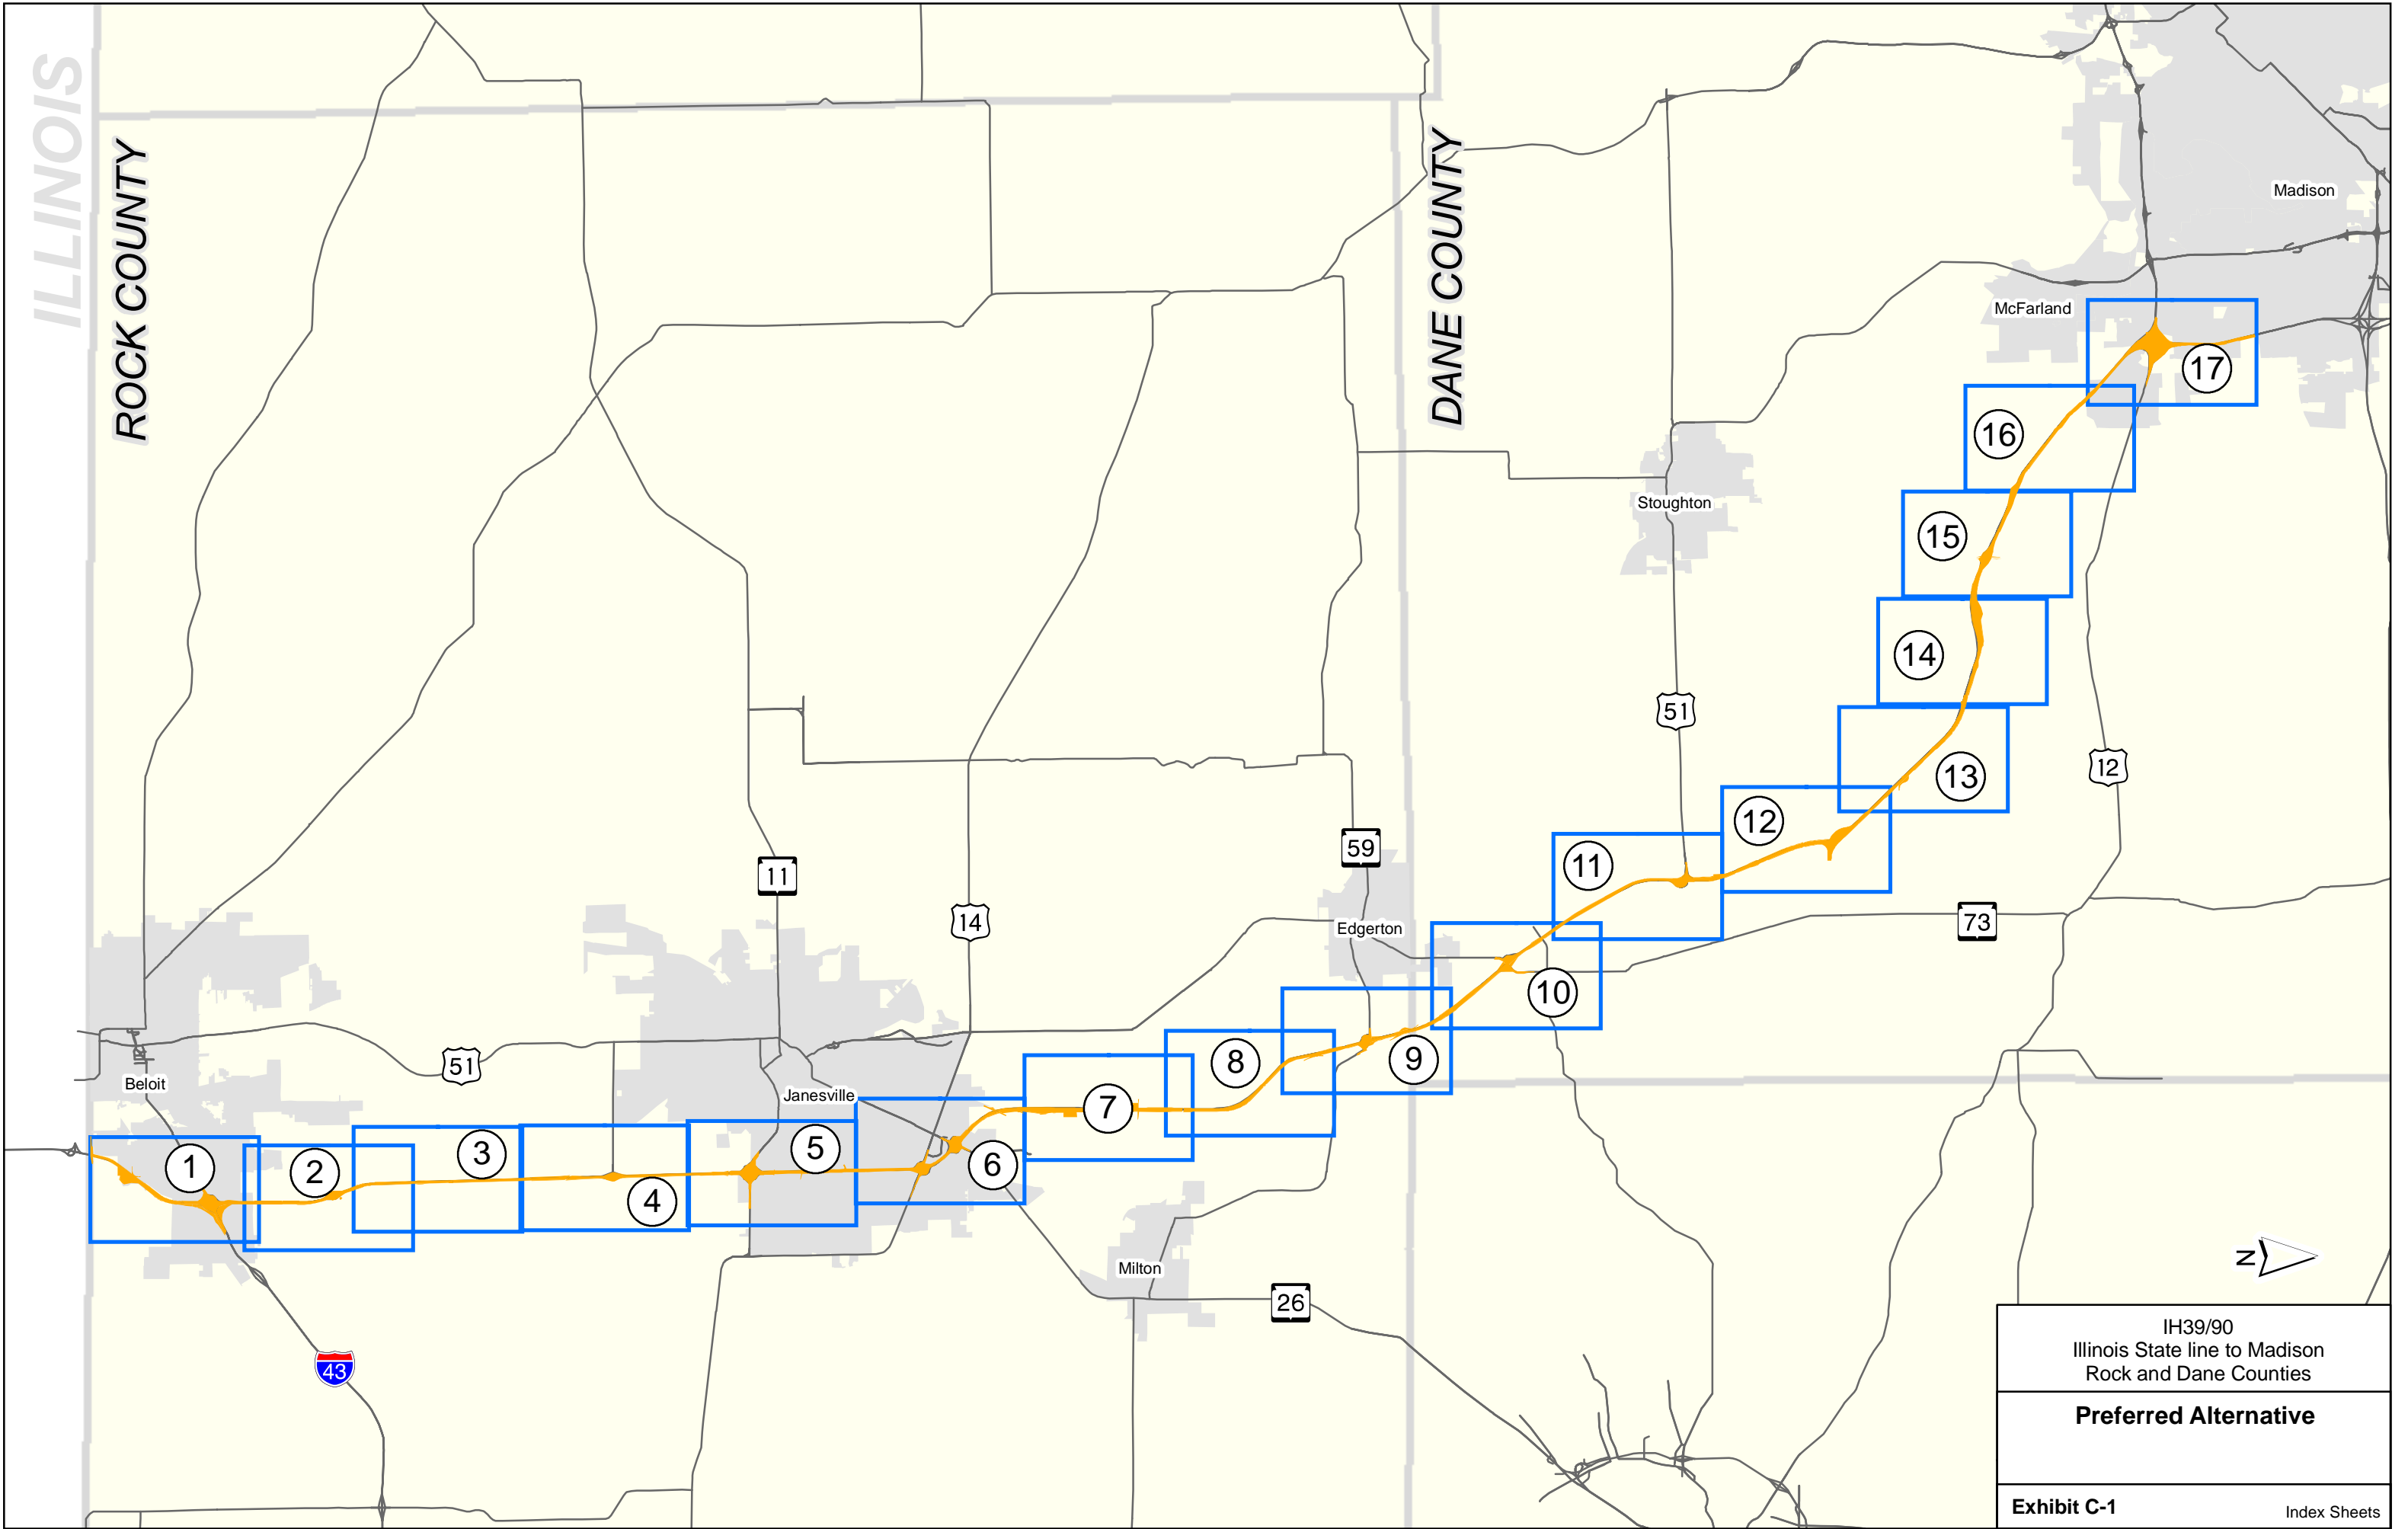 ILLINOIS
ROCK COUNTY
DANE COUNTY
Madison
McFarland
17
16
Stoughton
15
14
51
13
12
12
59
11
11
14
Edgerton
73
10
51
Beloit
Janesville
9
8
7
6
5
4
3
2
1
Milton
26
43
N
IH39/90
Illinois State line to Madison
Rock and Dane Counties
Preferred Alternative
Exhibit C-1
Index Sheets